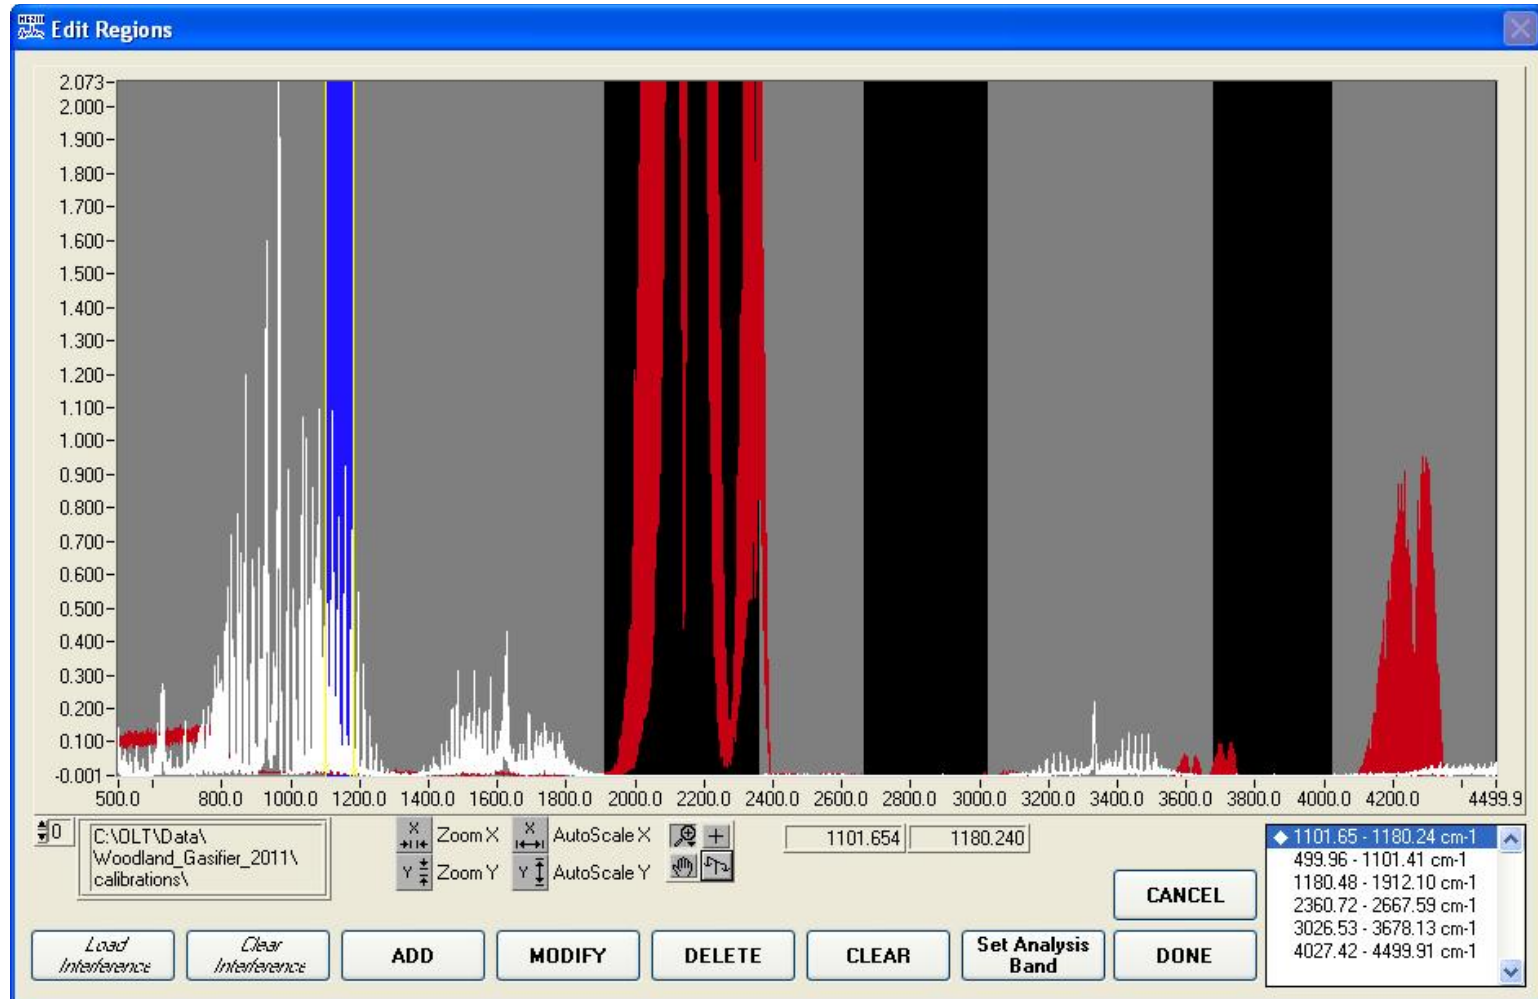 Edit Regions
2.073
2.000
1.900
1.800
1.700
1.600
1.500
1.400
1.300
1.200
1.100
1.000
0.900
0.800
0.700
0.600
0.500
0.400
0.300
0.200
0.100
-0.001
500.0 800.0 1000.0 1200.0 1400.0 1600.0 1800.0 2000.0 2200.0 2400.0 2600.0 2800.0 3000.0 3200.0 3400.0 3600.0 3800.0 4000.0 4200.0 4499.9
0
C:\OLT\Data\
Woodland_Gasifier_2011\
calibrations\
X Zoom X X AutoScale X
Y Zoom Y Y AutoScale Y
1101.654 1180.240
1101.65 - 1180.24 cm-1
499.96 - 1101.41 cm-1
1180.48 - 1912.10 cm-1
2360.72 - 2667.59 cm-1
3026.53 - 3678.13 cm-1
4027.42 - 4499.91 cm-1
CANCEL
Load
Interference
Clear
Interference
ADD
MODIFY
DELETE
CLEAR
Set Analysis
Band
DONE